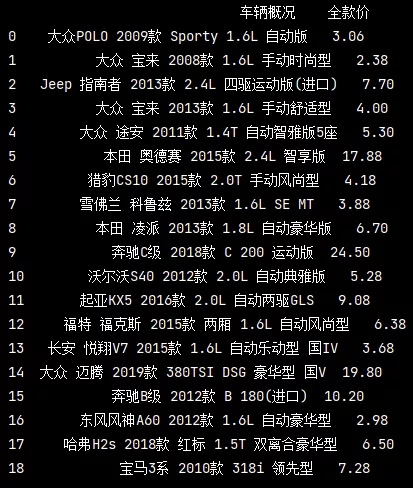 车辆概况 全款价
0 大众POLO 2009款 Sporty 1.6L 自动版 3.06
1 大众 宝来 2008款 1.6L 手动时尚型 2.38
2 Jeep 指南者 2013款 2.4L 四驱运动版(进口) 7.70
3 大众 宝来 2013款 1.6L 手动舒适型 4.00
4 大众 途安 2011款 1.4T 自动智雅版5座 5.30
5 本田 奥德赛 2015款 2.4L 智享版 17.88
6 猎豹CS10 2015款 2.0T 手动风尚型 4.18
7 雪佛兰 科鲁兹 2013款 1.6L SE MT 3.88
8 本田 凌派 2013款 1.8L 自动豪华版 6.70
9 奔驰C级 2018款 C 200 运动版 24.50
10 沃尔沃S40 2012款 2.0L 自动典雅版 5.28
11 起亚KX5 2016款 2.0L 自动两驱GLS 9.08
12 福特 福克斯 2015款 两厢 1.6L 自动风尚型 6.38
13 长安 悦翔V7 2015款 1.6L 自动乐动型 国IV 3.68
14 大众 迈腾 2019款 380TSI DSG 豪华型 国V 19.80
15 奔驰B级 2012款 B 180(进口) 10.20
16 东风风神A60 2012款 1.6L 自动豪华型 2.98
17 哈弗H2s 2018款 红标 1.5T 双离合豪华型 6.50
18 宝马3系 2010款 318i 领先型 7.28